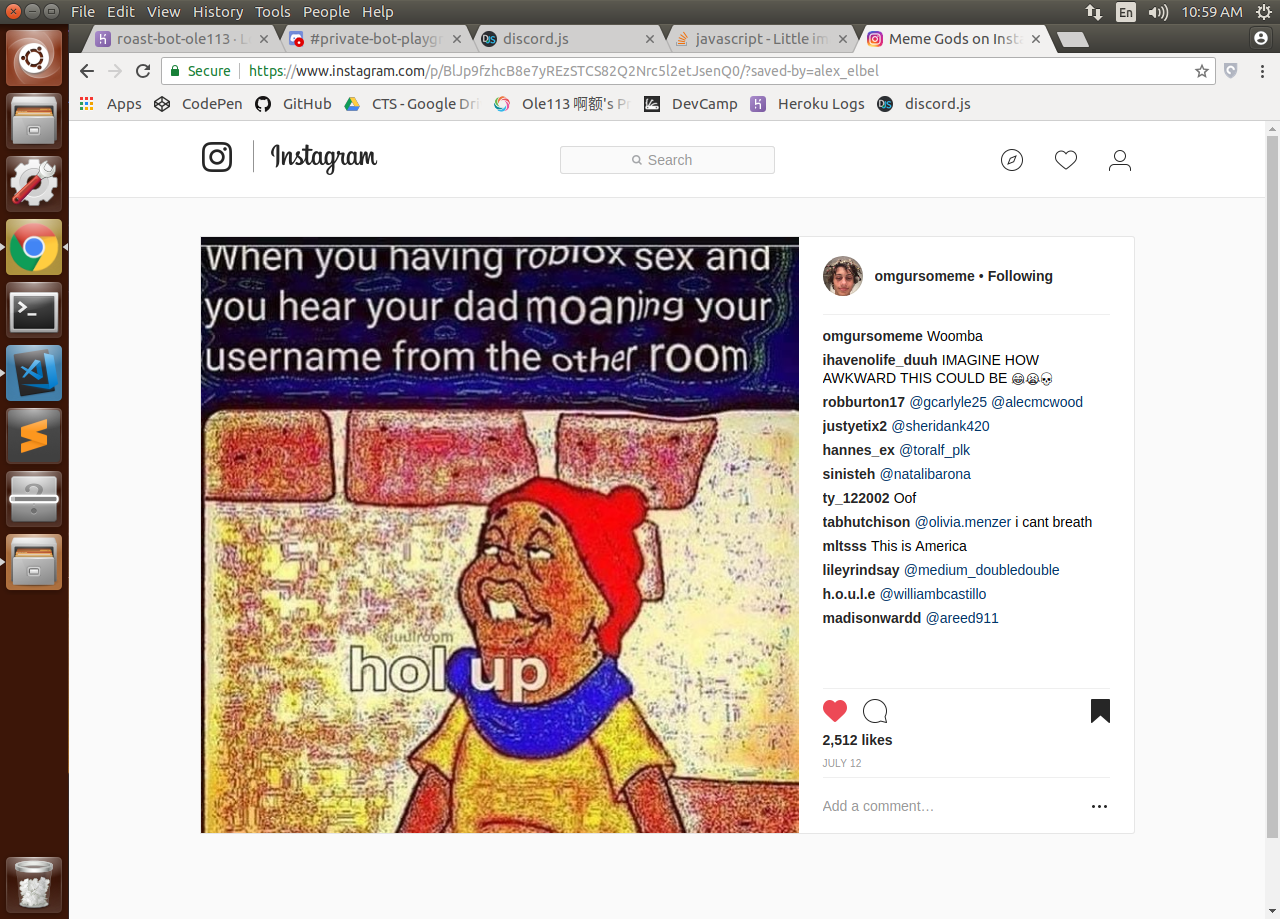 File Edit View History Tools People Help
En 10:59 AM
roast-bot-ole113 · L
#private-bot-playgr
discord.js
javascript - Little im
Meme Gods on Inst
Secure https://www.instagram.com/p/BlJp9fzhcB8e7yREzSTCS82Q2Nrc5l2etJsenQ0/?saved-by=alex_elbel
Apps CodePen GitHub CTS - Google Dri Ole113 啊额's Pr DevCamp Heroku Logs discord.js
Instagram
Search
When you having roblox sex and
you hear your dad moaning your
username from the other room
@juulroom
hol up
omgursomeme • Following
omgursomeme Woomba
ihavenolife_duuh IMAGINE HOW
AWKWARD THIS COULD BE 😂😭💀
robburton17 @gcarlyle25 @alecmcwood
justyetix2 @sheridank420
hannes_ex @toralf_plk
sinisteh @natalibarona
ty_122002 Oof
tabhutchison @olivia.menzer i cant breath
mltsss This is America
lileyrindsay @medium_doubledouble
h.o.u.l.e @williambcastillo
madisonwardd @areed911
2,512 likes
JULY 12
Add a comment…